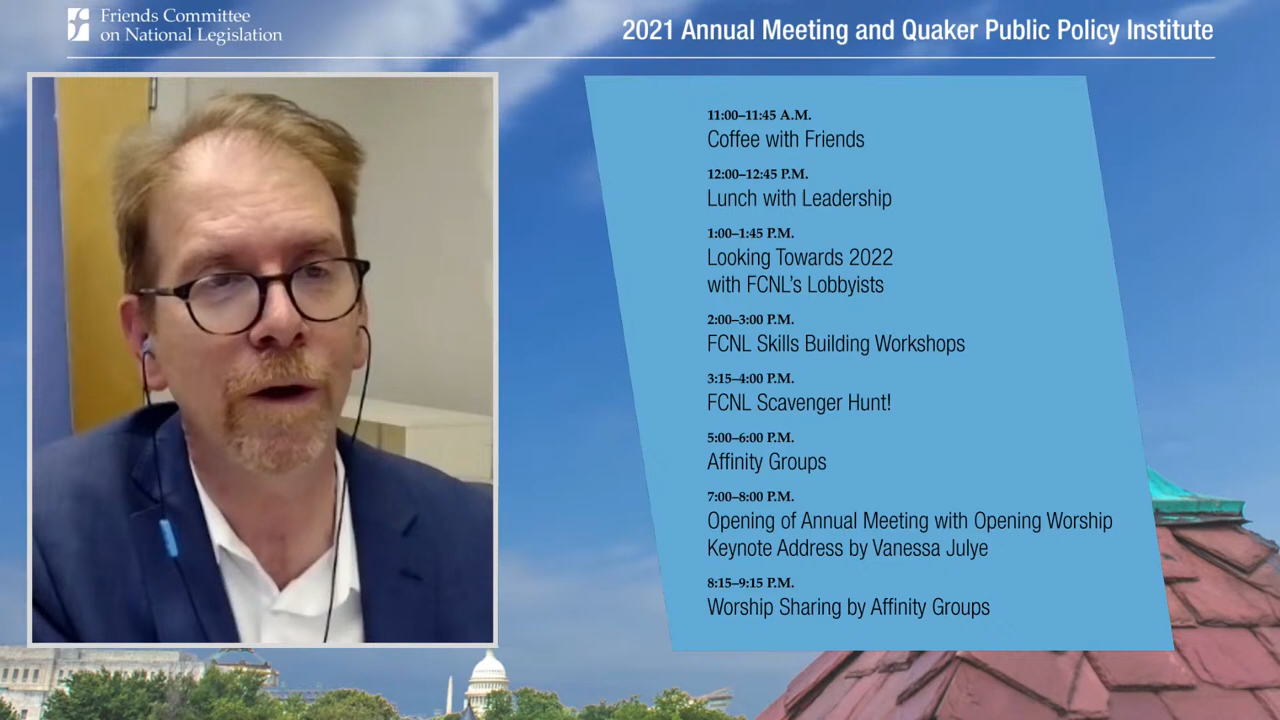 Friends Committee
on National Legislation
2021 Annual Meeting and Quaker Public Policy Institute
11:00–11:45 A.M.
Coffee with Friends
12:00–12:45 P.M.
Lunch with Leadership
1:00–1:45 P.M.
Looking Towards 2022
with FCNL's Lobbyists
2:00–3:00 P.M.
FCNL Skills Building Workshops
3:15–4:00 P.M.
FCNL Scavenger Hunt!
5:00–6:00 P.M.
Affinity Groups
7:00–8:00 P.M.
Opening of Annual Meeting with Opening Worship
Keynote Address by Vanessa Julye
8:15–9:15 P.M.
Worship Sharing by Affinity Groups